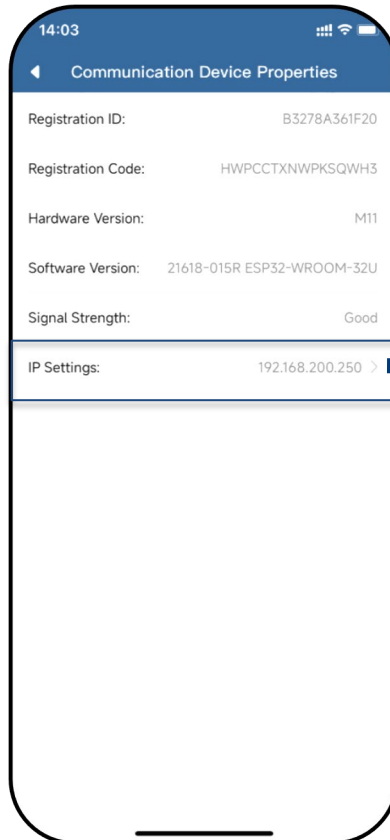 14:03
Communication Device Properties
Registration ID: B3278A361F20
Registration Code: HWPCCTXNWPKSQWH3
Hardware Version: M11
Software Version: 21618-015R ESP32-WROOM-32U
Signal Strength: Good
IP Settings: 192.168.200.250